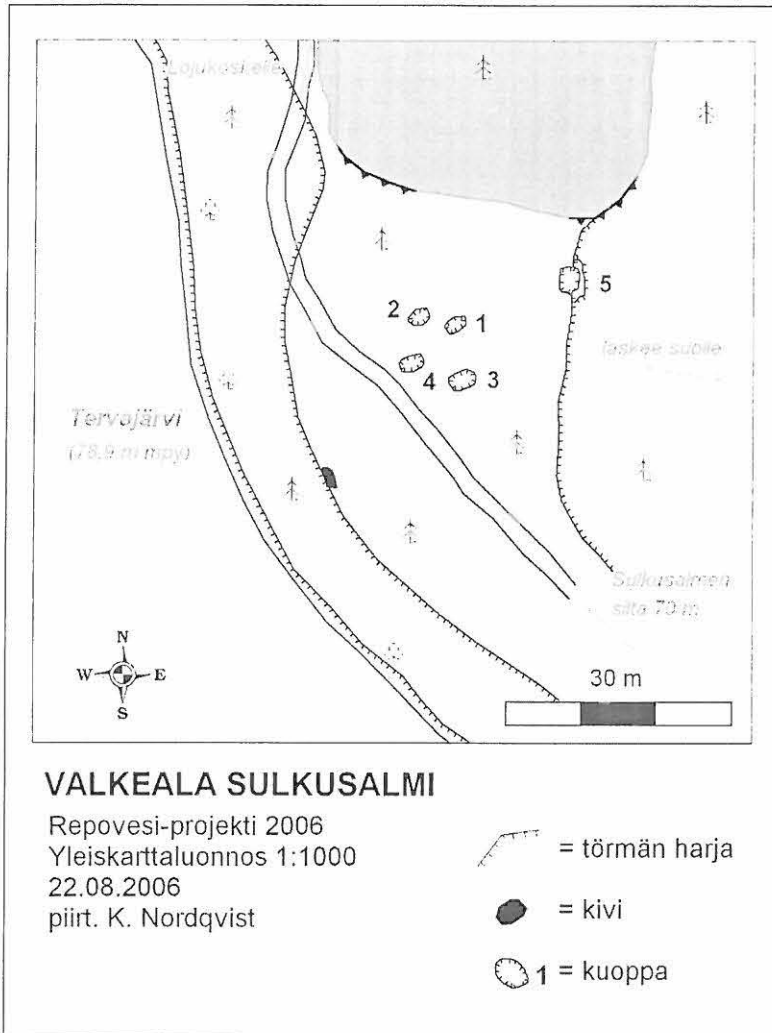 Lojukoskelle
5
2
1
laskee suolle
4
3
Tervajärvi
(78.9 m mpy)
Sulkusalmen
silta 70 m
N
W E
S
30 m
VALKEALA SULKUSALMI
Repovesi-projekti 2006
Yleiskarttaluonnos 1:1000
22.08.2006
piirt. K. Nordqvist
= törmän harja
= kivi
1 = kuoppa